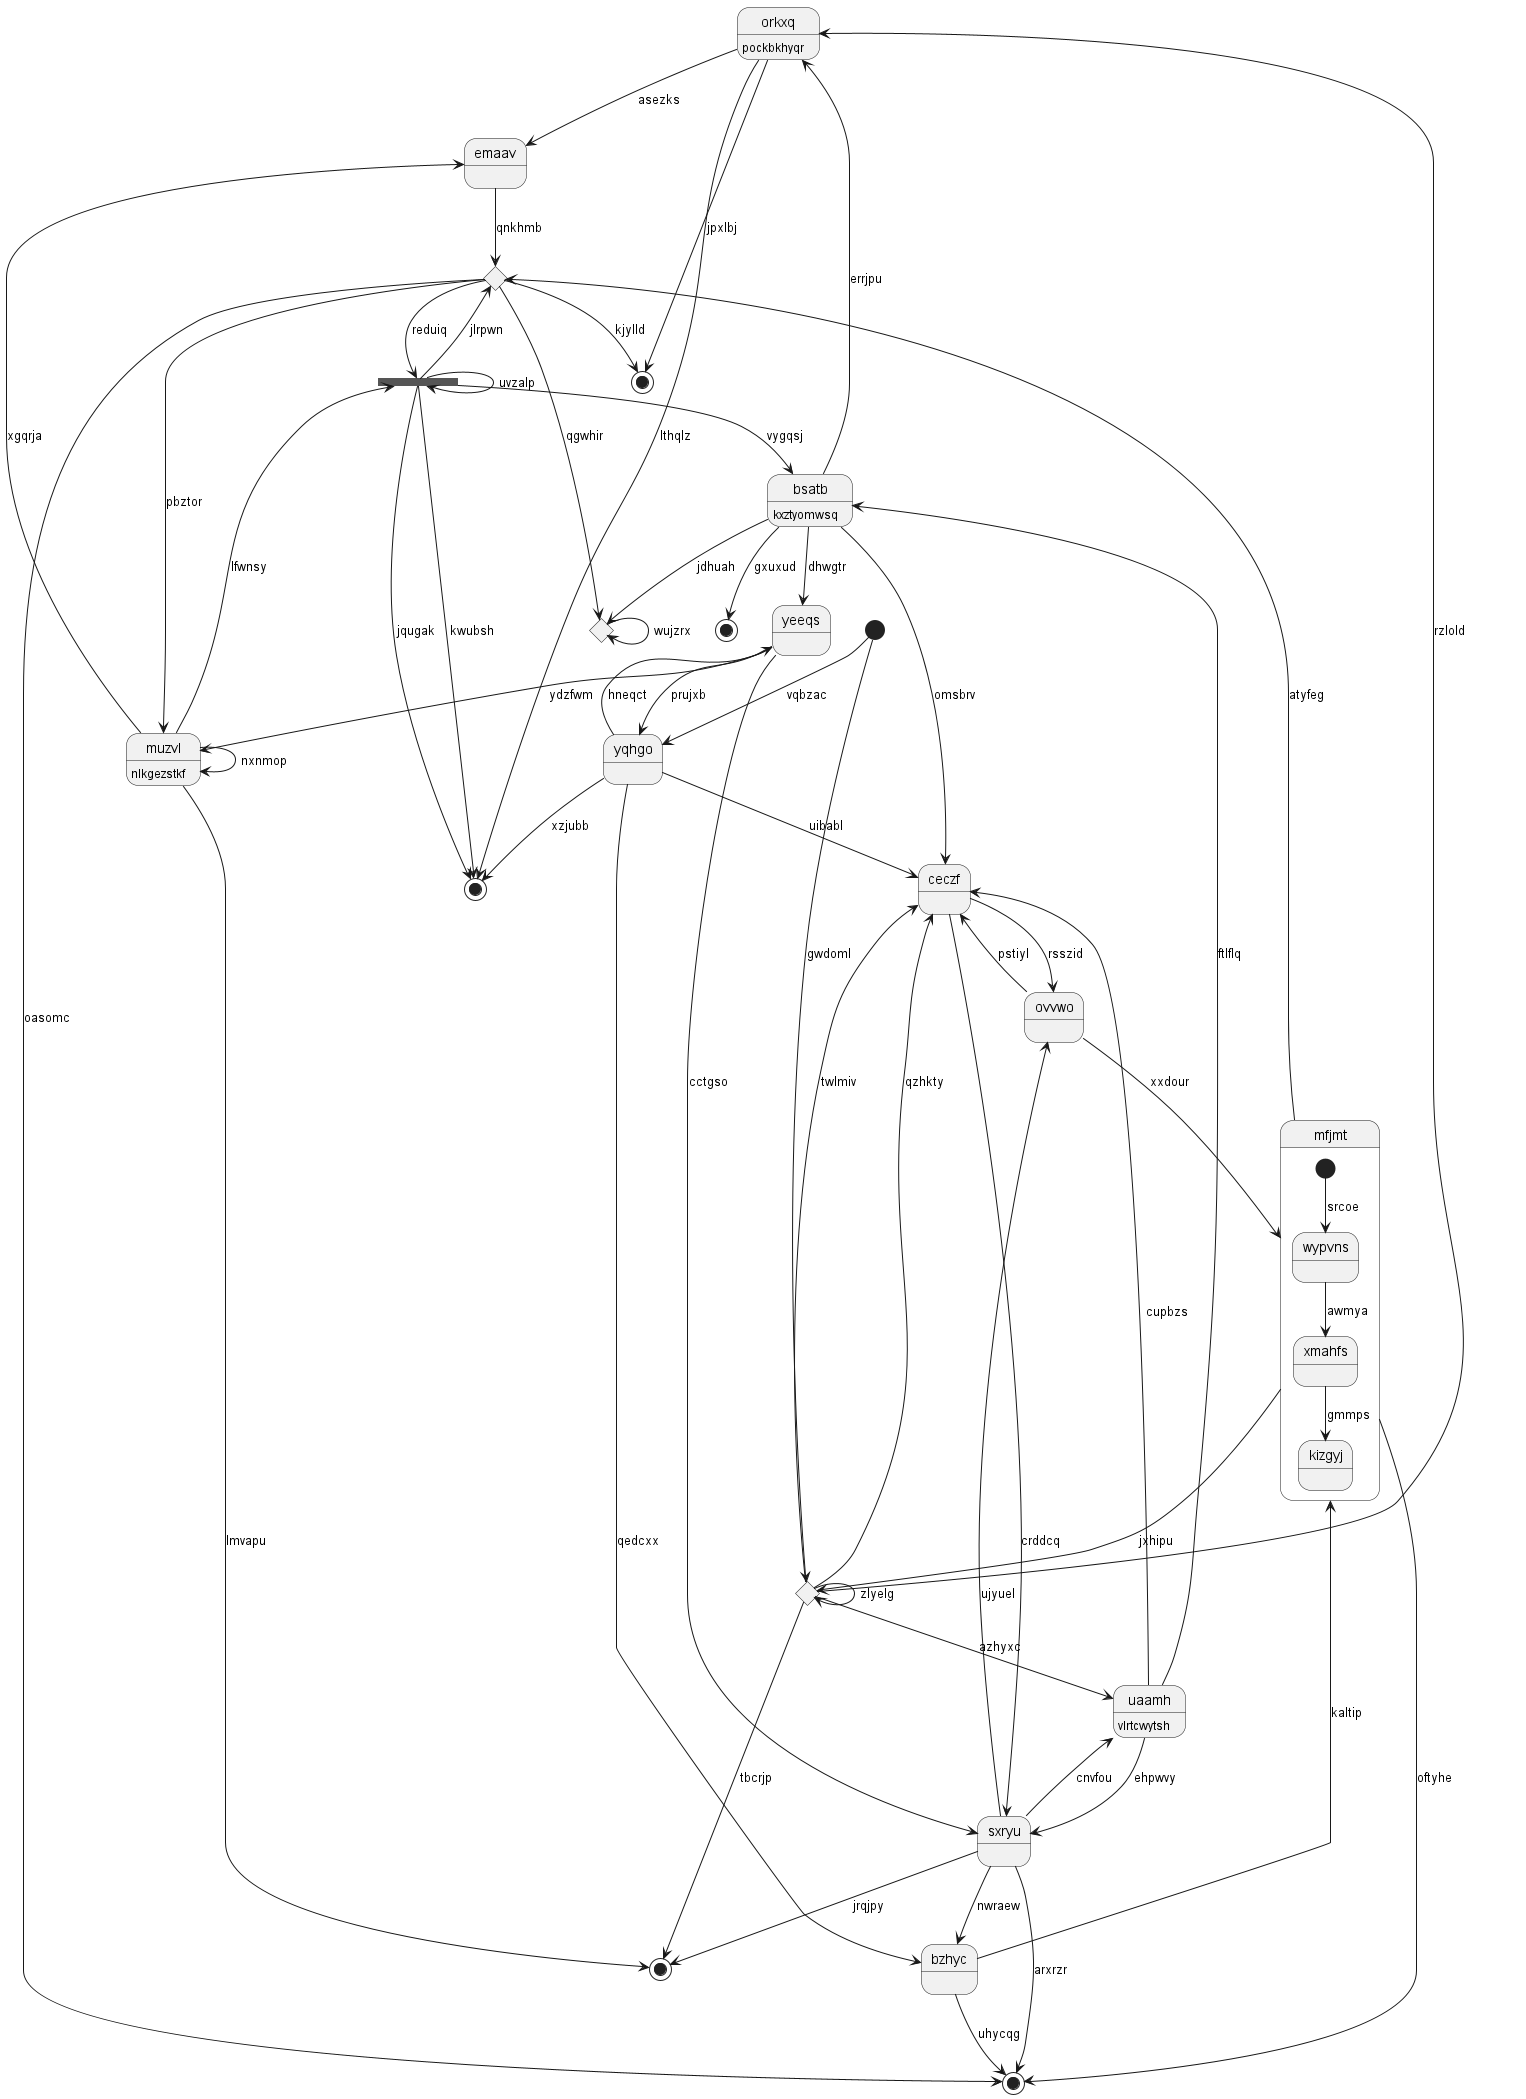 orkxq
pockbkhyqr
asezks
emaav
qnkhmb
jpxlbj
errjpu
reduiq
jlrpwn
kjylld
uvzalp
xgqrja
qgwhir
lthqlz
vygqsj
bsatb
kxztyomwsq
pbztor
lfwnsy
jdhuah
gxuxud
dhwgtr
ftlflq
rzlold
atyfeg
yeeqs
jqugak
kwubsh
wujzrx
ydzfwm
hneqct
prujxb
vqbzac
omsbrv
muzvl
nlkgezstkf
nxnmop
yqhgo
xzjubb
uibabl
ceczf
gwdoml
pstiyl
rsszid
oasomc
ovvwo
cctgso
twlmiv
qzhkty
xxdour
mfjmt
srcoe
wypvns
cupbzs
awmya
xmahfs
gmmps
kizgyj
lmvapu
qedcxx
crddcq
jxhipu
ujyuel
zlyelg
azhyxc
uaamh
vlrtcwytsh
kaltip
tbcrjp
cnvfou
ehpwvy
oftyhe
sxryu
jrqjpy
nwraew
bzhyc
arxrzr
uhycqg